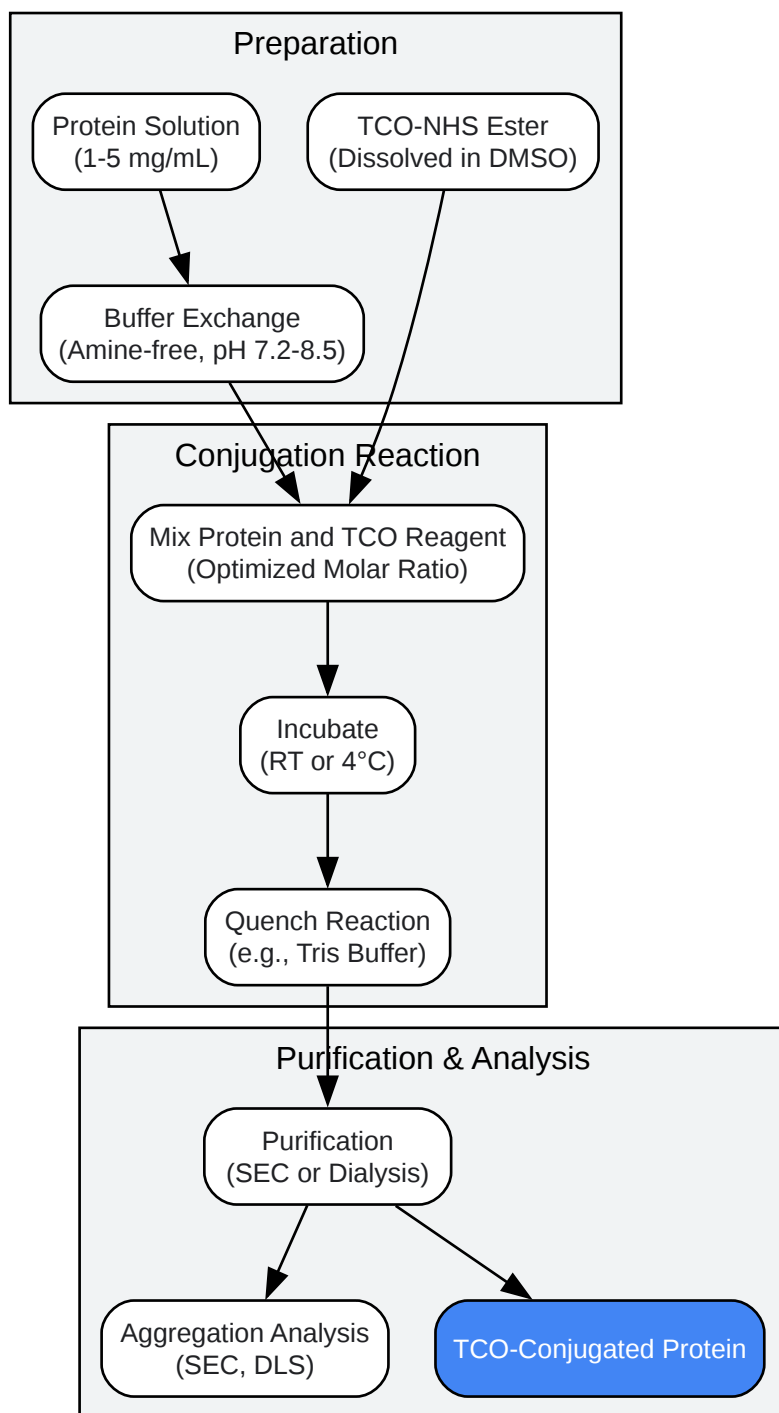 Preparation
Protein Solution
(1-5 mg/mL)
TCO-NHS Ester
(Dissolved in DMSO)
Buffer Exchange
(Amine-free, pH 7.2-8.5)
Conjugation Reaction
Mix Protein and TCO Reagent
(Optimized Molar Ratio)
Incubate
(RT or 4°C)
Quench Reaction
(e.g., Tris Buffer)
Purification & Analysis
Purification
(SEC or Dialysis)
Aggregation Analysis
(SEC, DLS)
TCO-Conjugated Protein